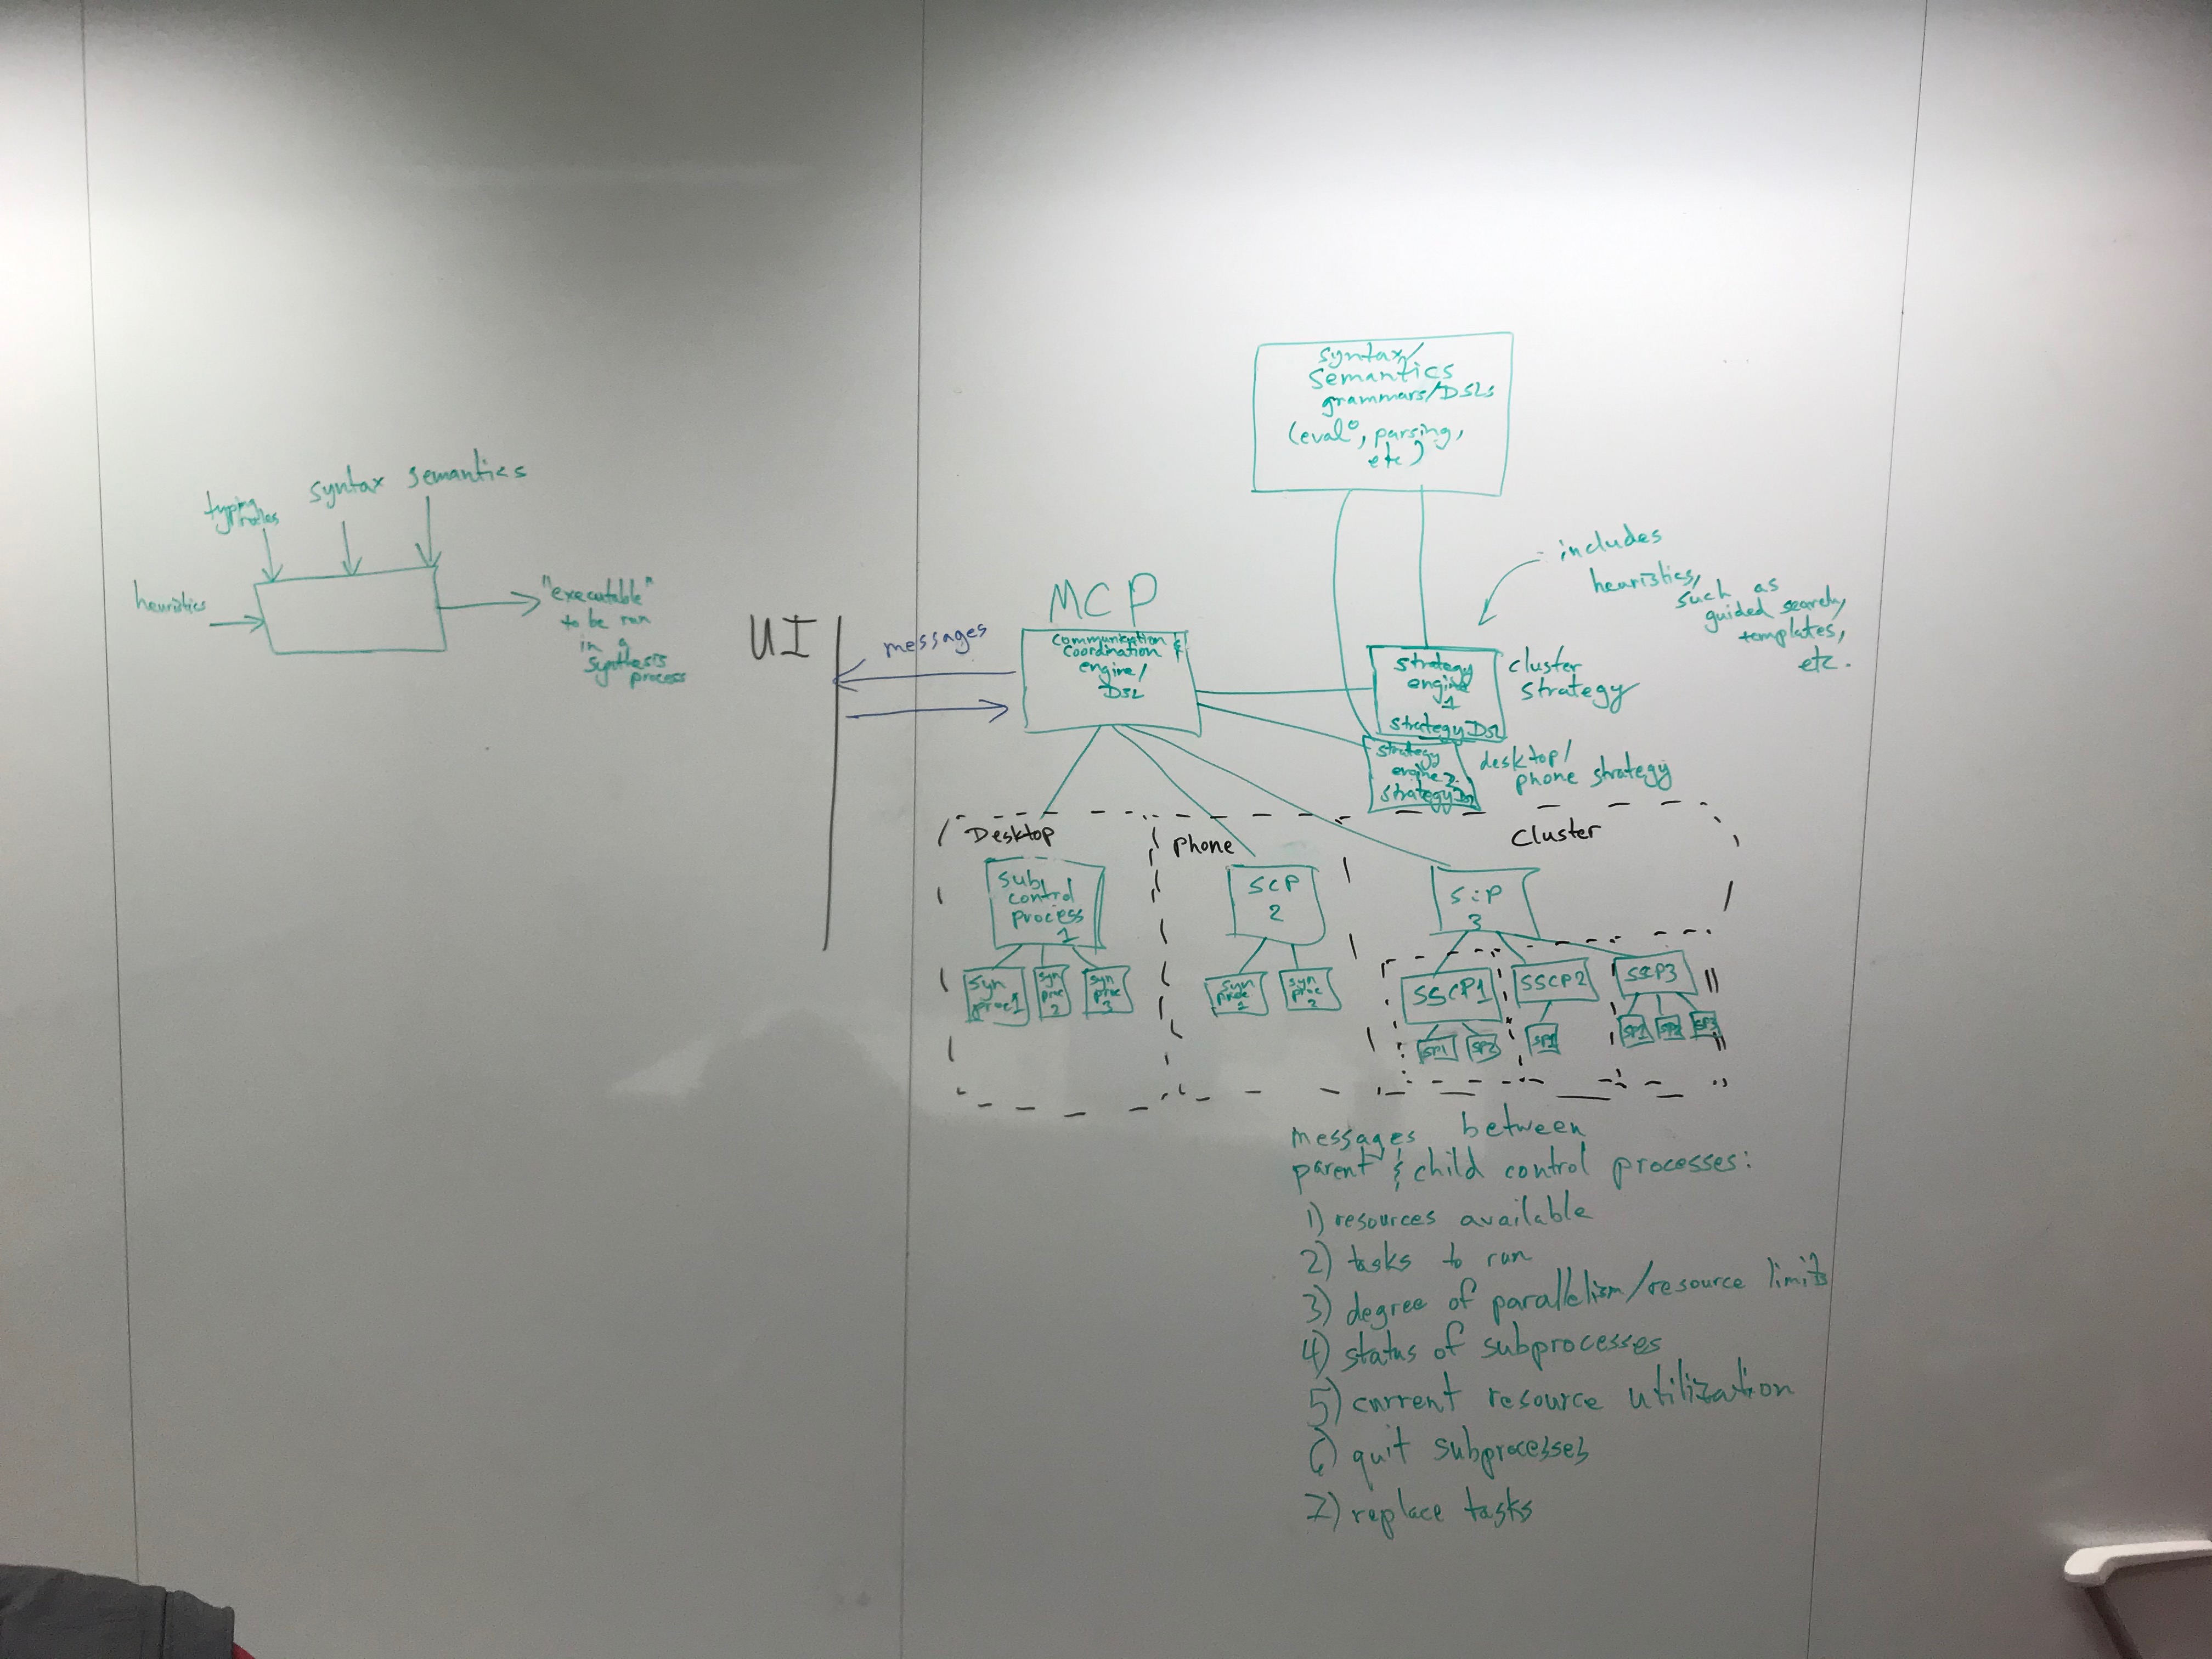 typing
rules
syntax
semantics
heuristics
"executable"
to be run
in a
synthesis
process
UI
messages
MCP
communication &
coordination
engine/
DSL
syntax/
semantics
grammars/DSLs
(evalᵒ, parsing,
etc)
includes
heuristics,
such as
guided search,
templates,
etc.
strategy
engine
1
strategy DSL
cluster
strategy
strategy
engine 2
strategy DSL
desktop/
phone strategy
Desktop
sub
control
process
1
syn
proc1
syn
proc
2
syn
proc
3
Phone
SCP
2
syn
proc
1
syn
proc
2
Cluster
SCP
3
SSCP1
SP1
SP2
SSCP2
SP1
SSCP3
SP1
SP2
SP3
messages between
parent & child control processes:
1) resources available
2) tasks to run
3) degree of parallelism/resource limits
4) status of subprocesses
5) current resource utilization
6) quit subprocesses
7) replace tasks